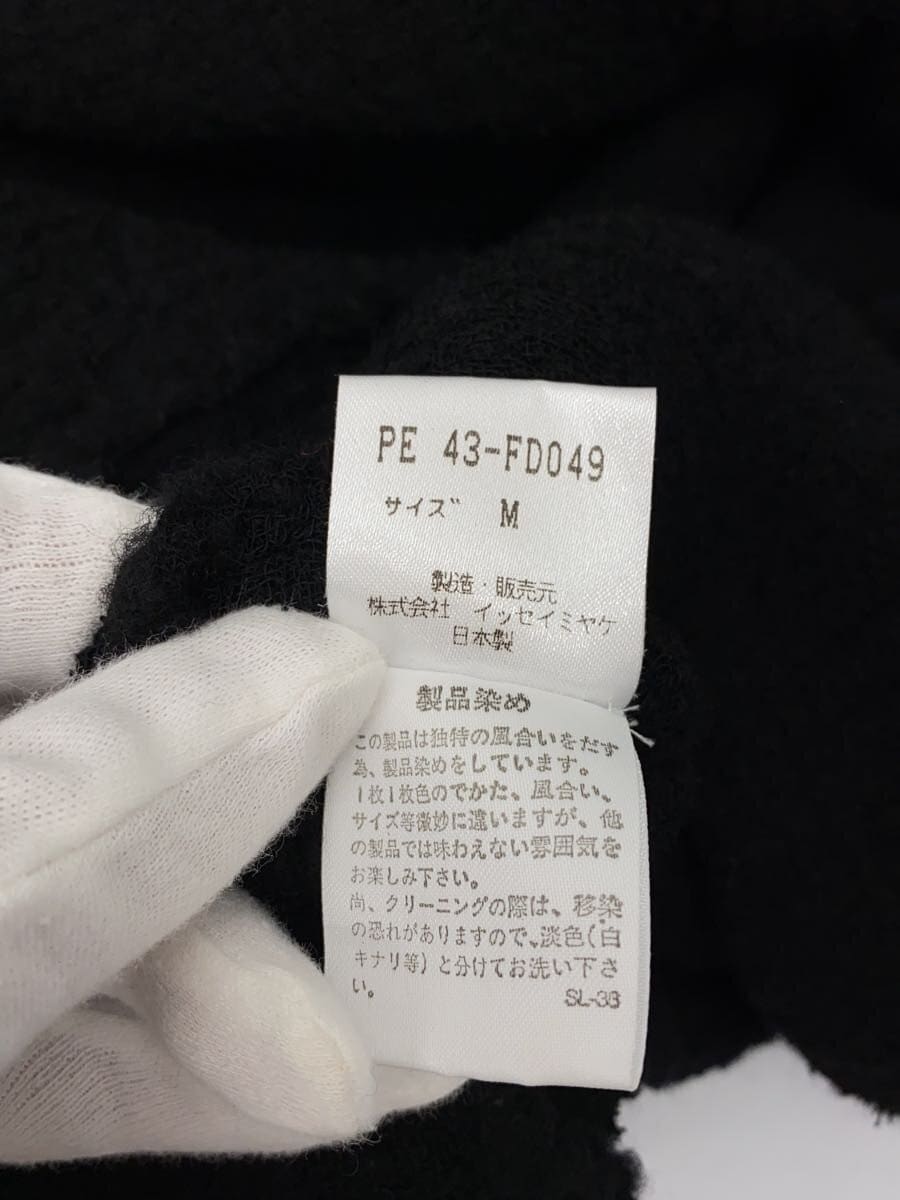 PE 43-FD049
サイズ M
製造・販売元
株式会社 イッセイミヤケ
日本製
製品染め
この製品は独特の風合いをだす
為、製品染めをしています。
1枚1枚色のでかた、風合い、
サイズ等微妙に違いますが、他
の製品では味わえない雰囲気を
お楽しみ下さい。
尚、クリーニングの際は、移染
の恐れがありますので、淡色(白
キナリ等)と分けてお洗い下さ
い。
SL-38